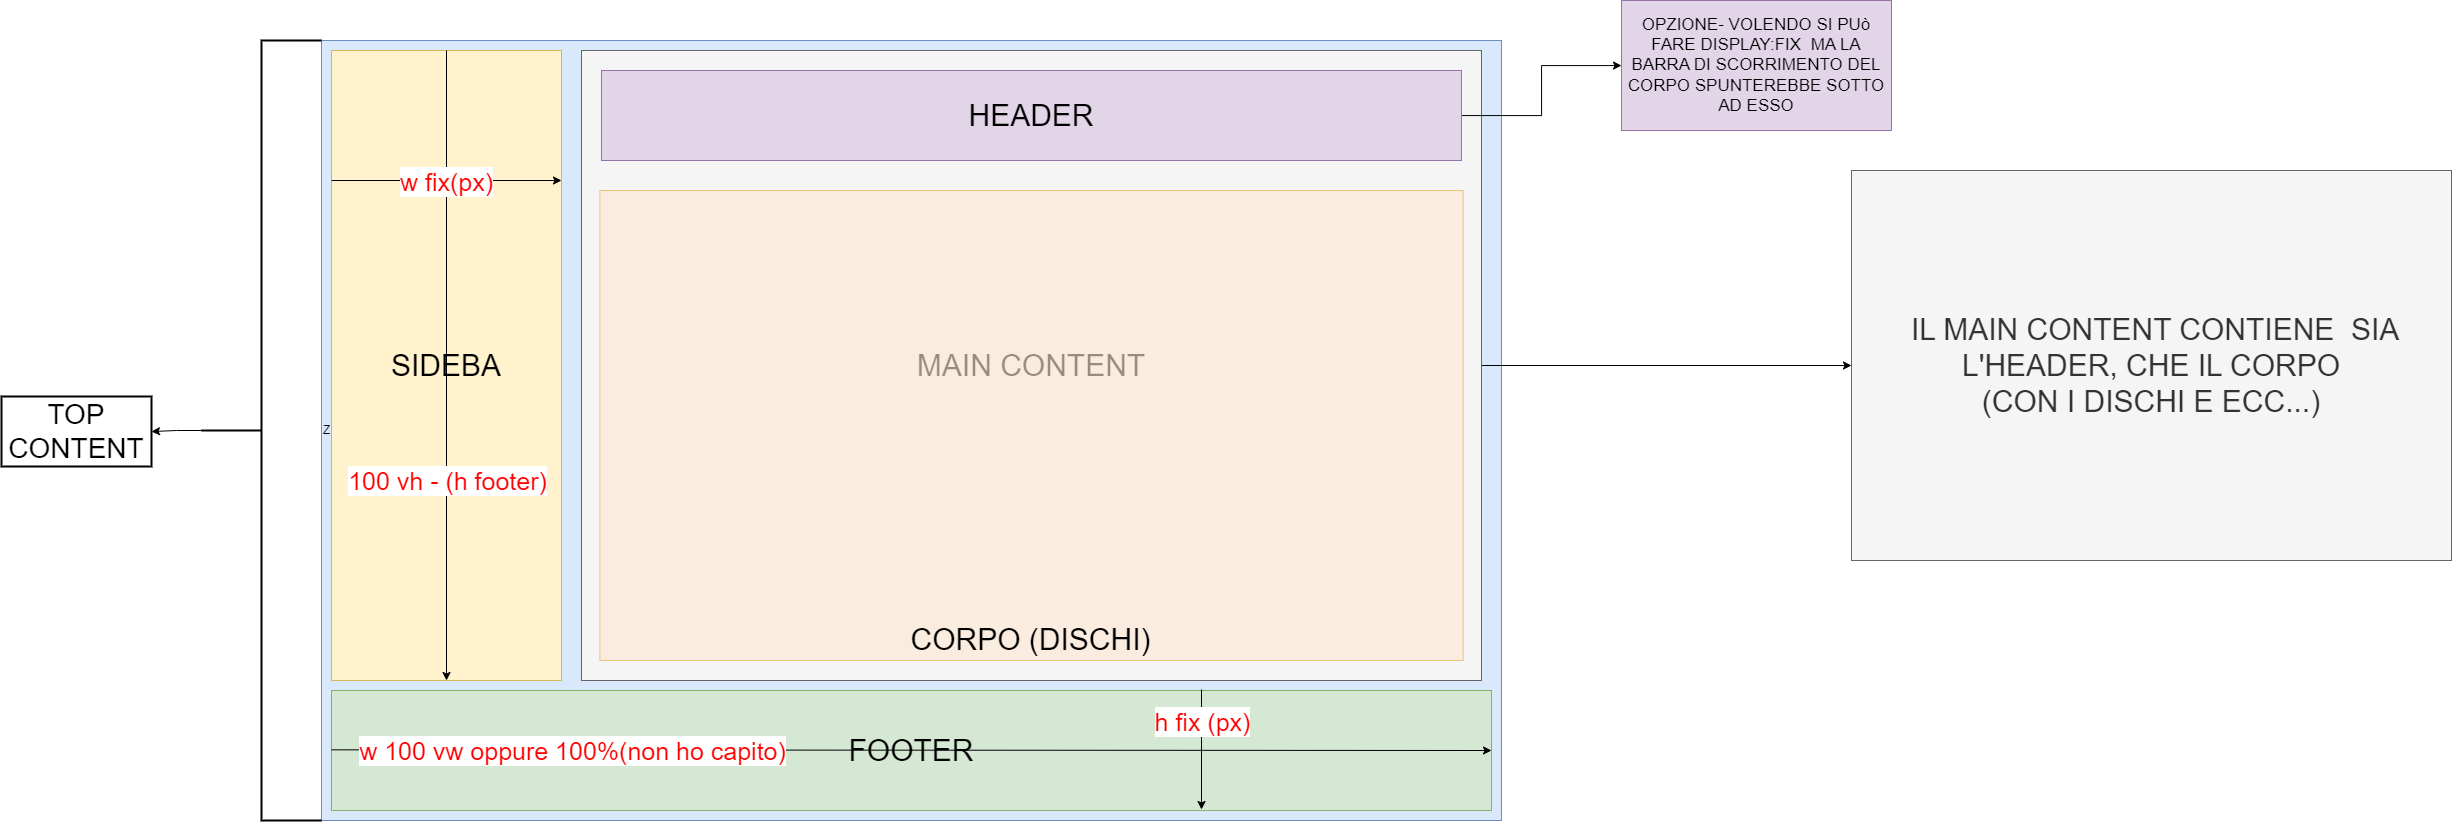 OPZIONE- VOLENDO SI PUò
FARE DISPLAY:FIX MA LA
BARRA DI SCORRIMENTO DEL
CORPO SPUNTEREBBE SOTTO
AD ESSO
HEADER
w fix(px)
IL MAIN CONTENT CONTIENE SIA
L'HEADER, CHE IL CORPO
(CON I DISCHI E ECC...)
SIDEBA
MAIN CONTENT
TOP
CONTENT
Z
100 vh - (h footer)
CORPO (DISCHI)
h fix (px)
w 100 vw oppure 100%(non ho capito)
FOOTER